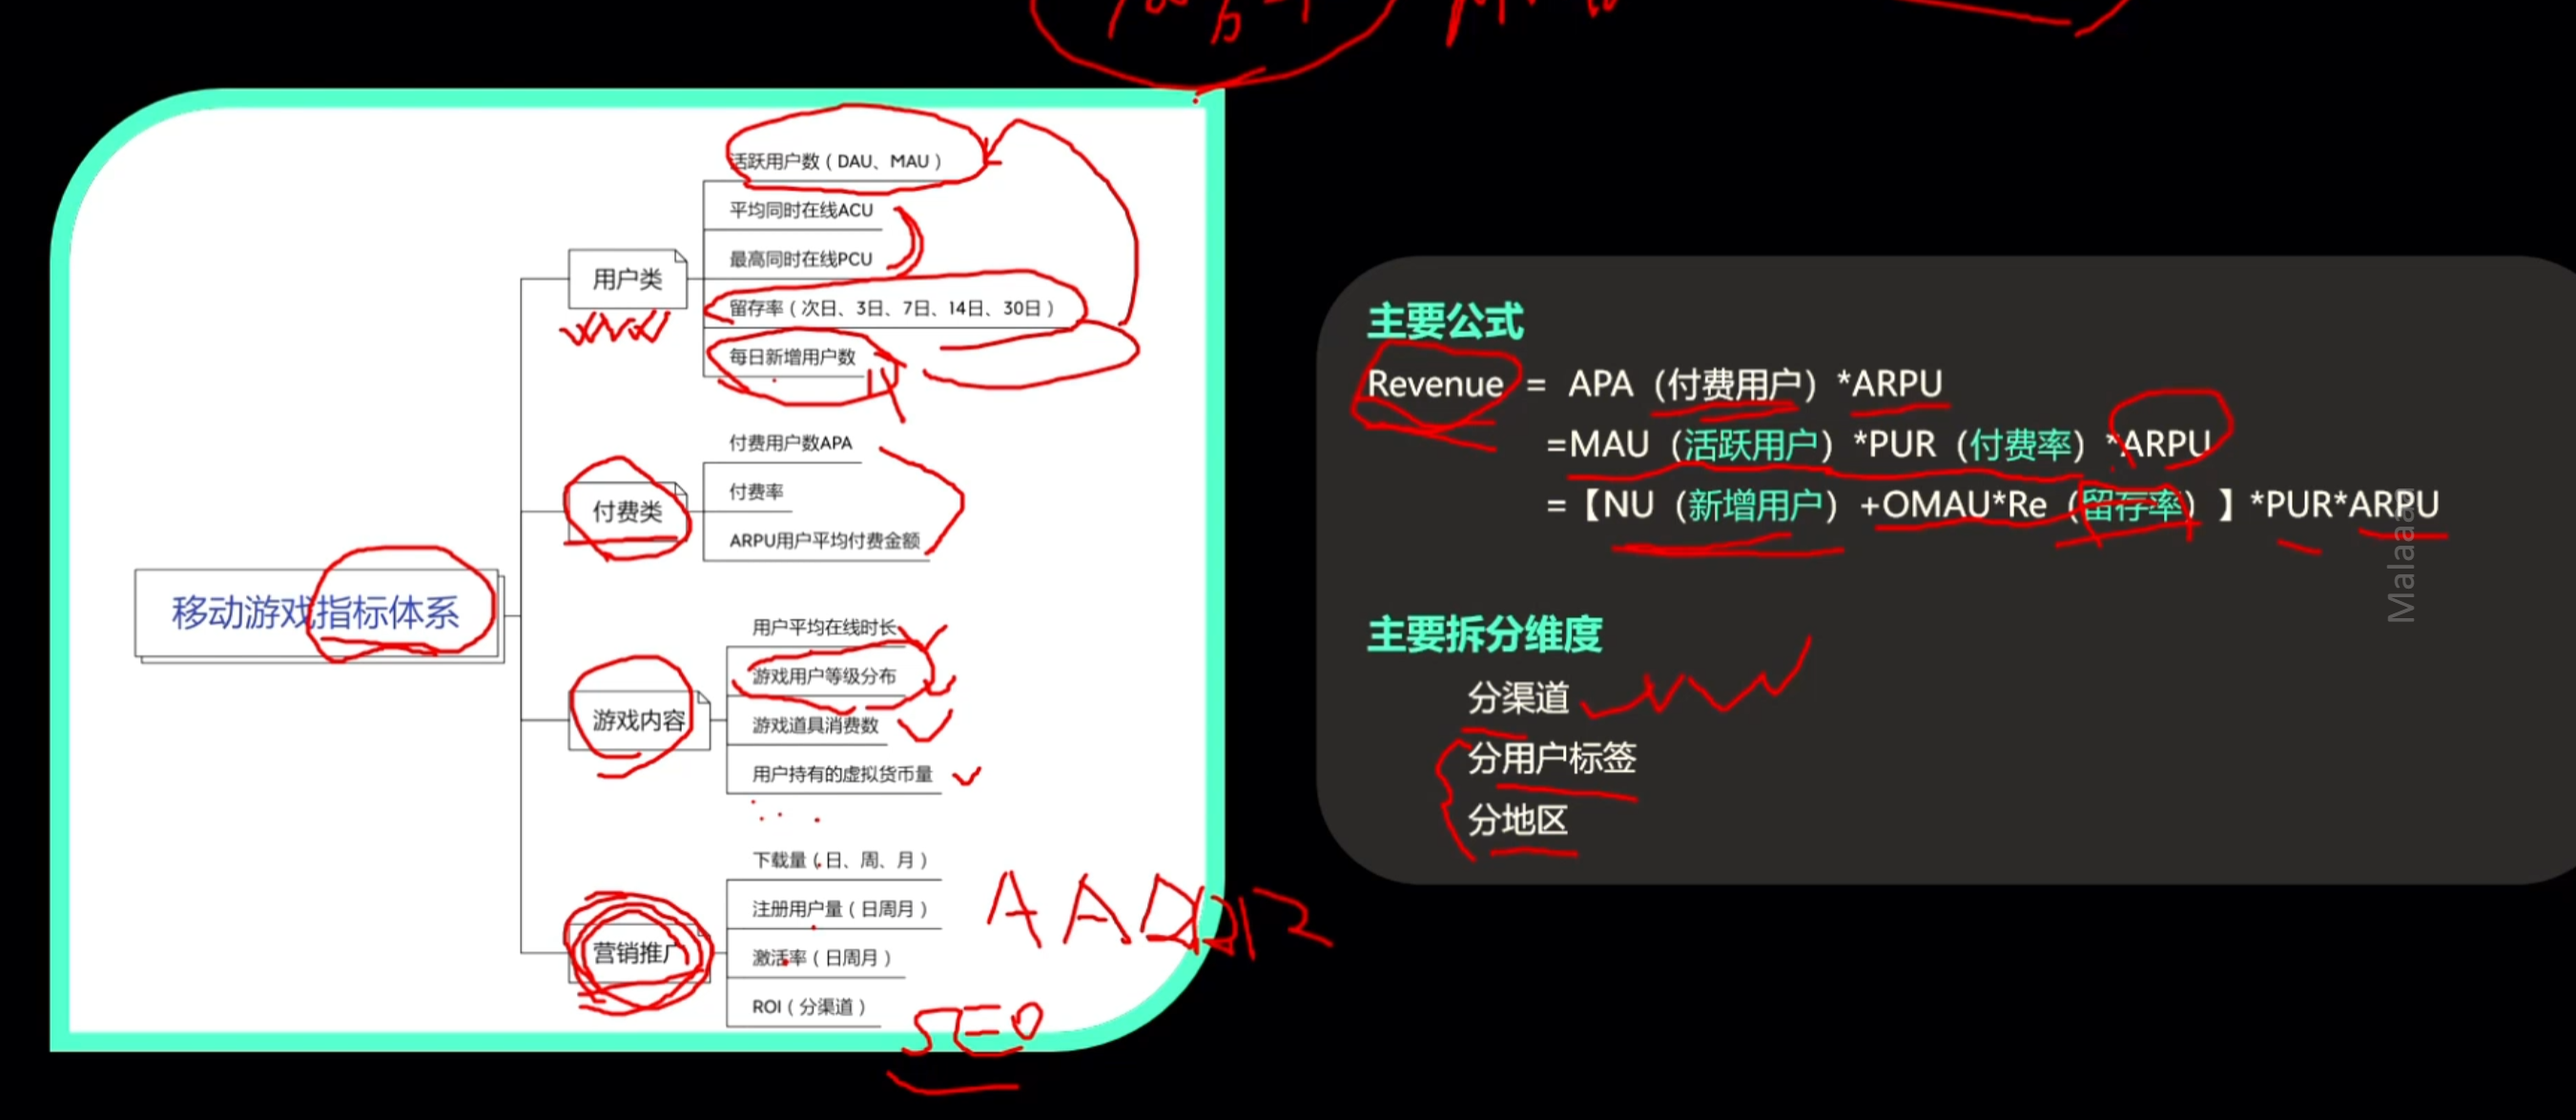 活跃用户数（DAU、MAU）
平均同时在线ACU
最高同时在线PCU
用户类
留存率（次日、3日、7日、14日、30日）
每日新增用户数
付费用户数APA
付费率
付费类
ARPU用户平均付费金额
移动游戏指标体系
用户平均在线时长
游戏用户等级分布
游戏内容
游戏道具消费数
用户持有的虚拟货币量
下载量（日、周、月）
注册用户量（日周月）
营销推广
激活率（日周月）
ROI（分渠道）
SEO
主要公式
Revenue = APA（付费用户）*ARPU
=MAU（活跃用户）*PUR（付费率）*ARPU
=【NU（新增用户）+OMAU*Re（留存率）】*PUR*ARPU
主要拆分维度
分渠道
分用户标签
分地区